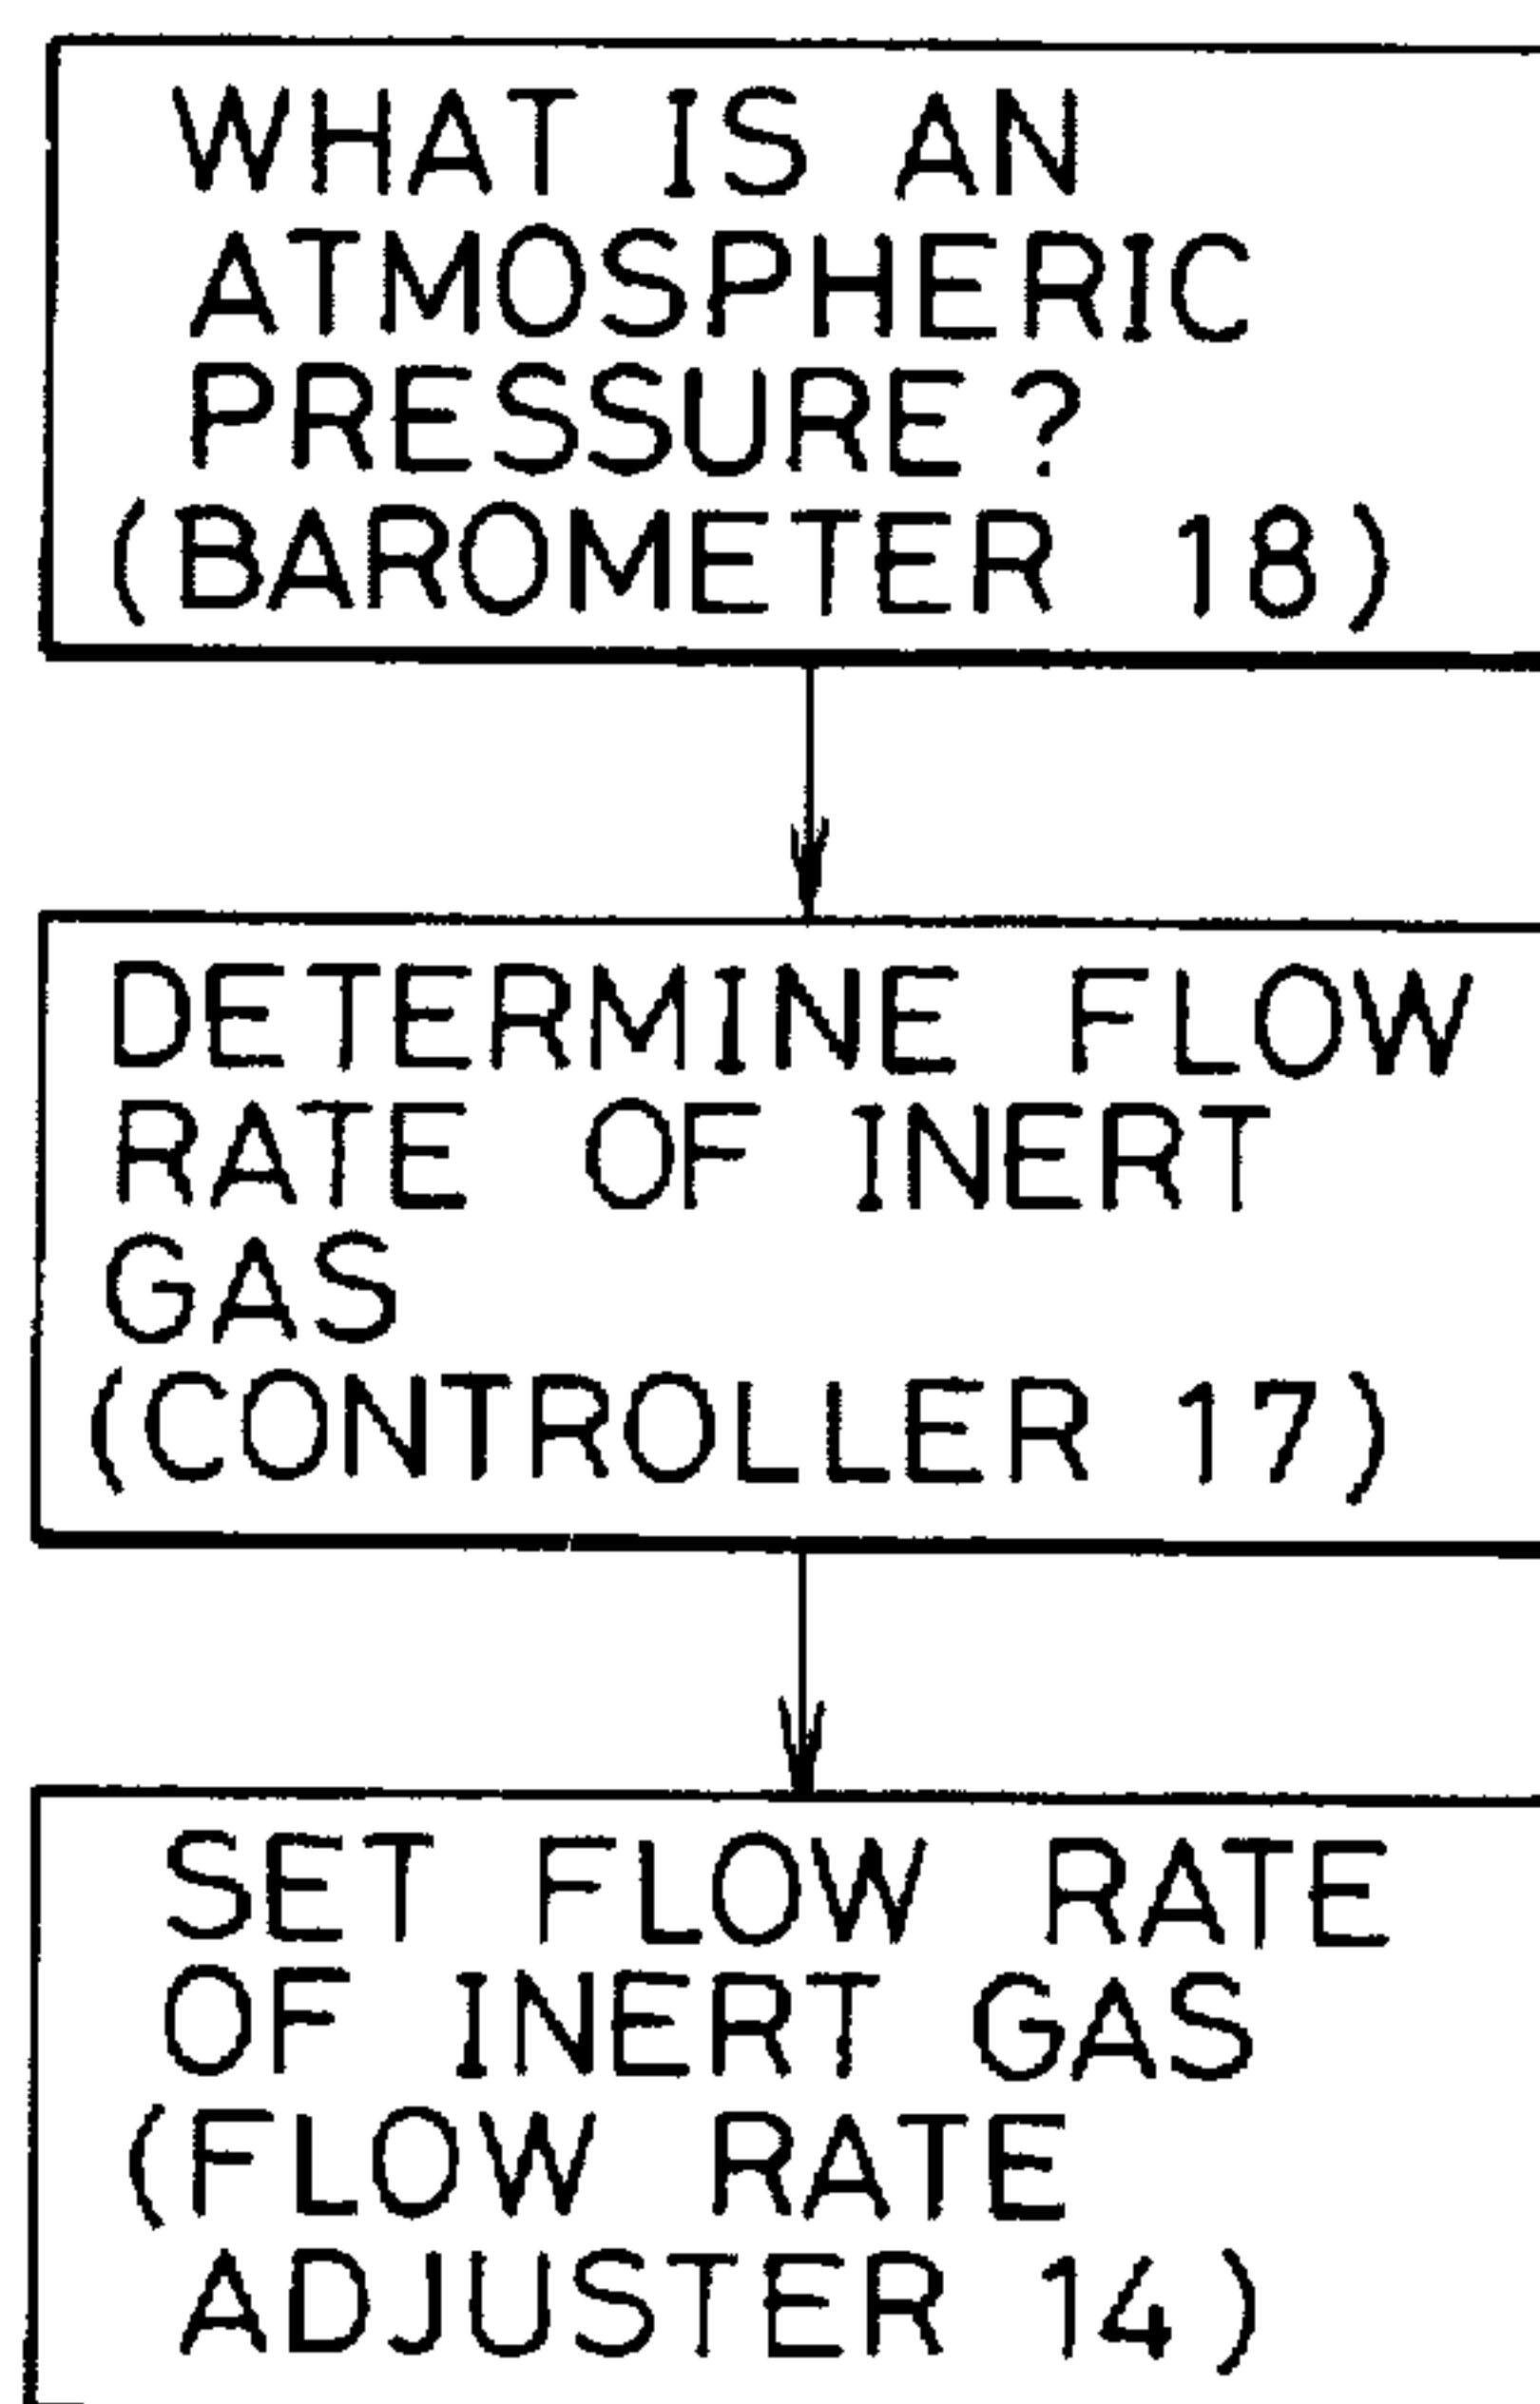 WHAT IS AN
ATMOSPHERIC
PRESSURE?
(BAROMETER 18)
DETERMINE FLOW
RATE OF INERT
GAS
(CONTROLLER 17)
SET FLOW RATE
OF INERT GAS
(FLOW RATE
ADJUSTER 14)